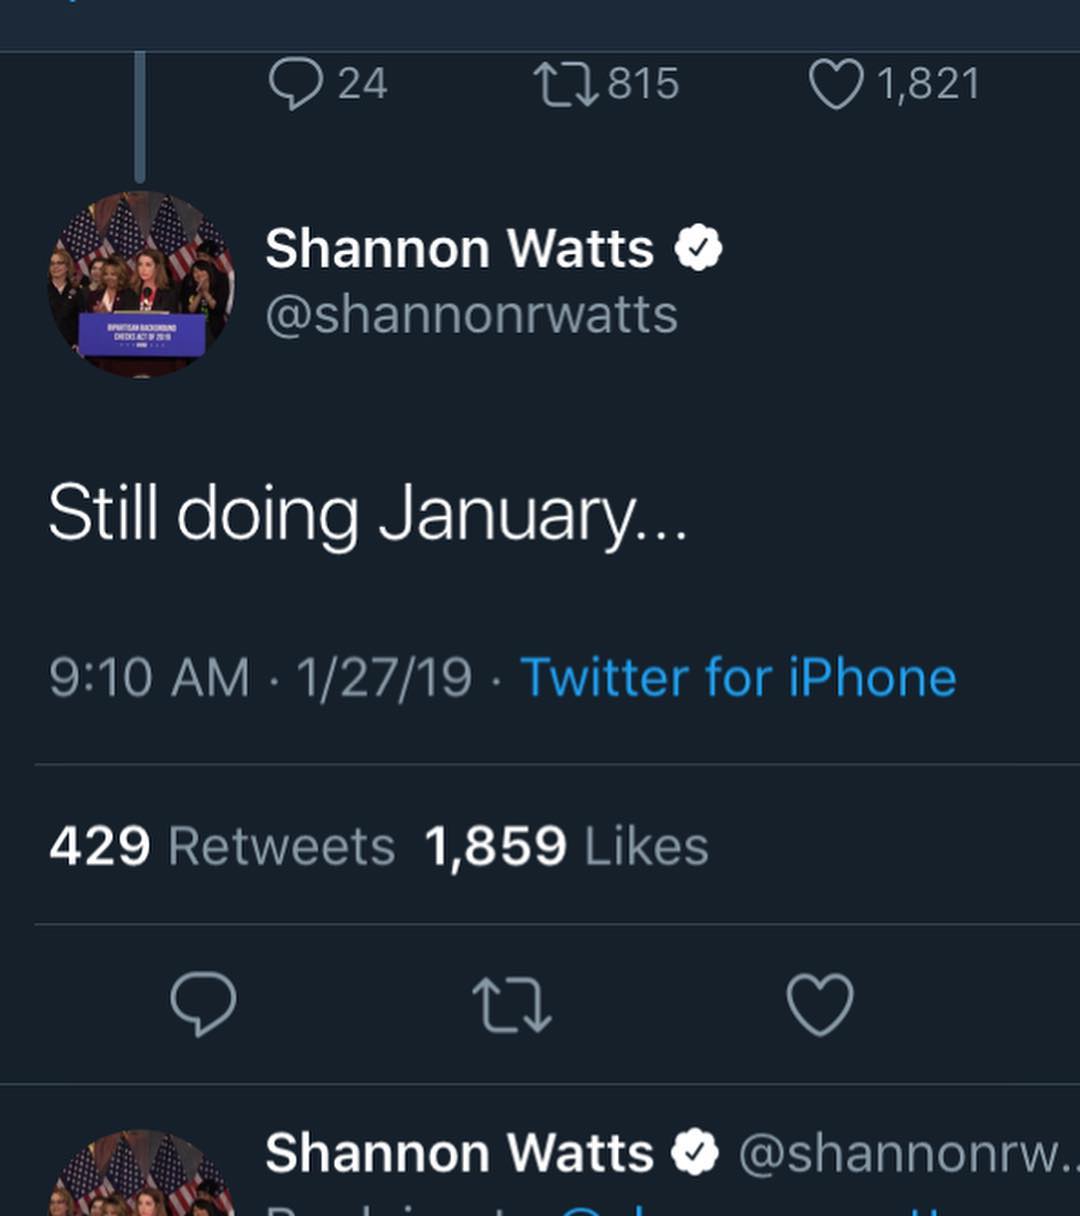 24 815 1,821
Shannon Watts
@shannonrwatts
BIPARTISAN BACKGROUND
CHECKS ACT OF 2019
Still doing January...
9:10 AM · 1/27/19 · Twitter for iPhone
429 Retweets 1,859 Likes
Shannon Watts @shannonrw...